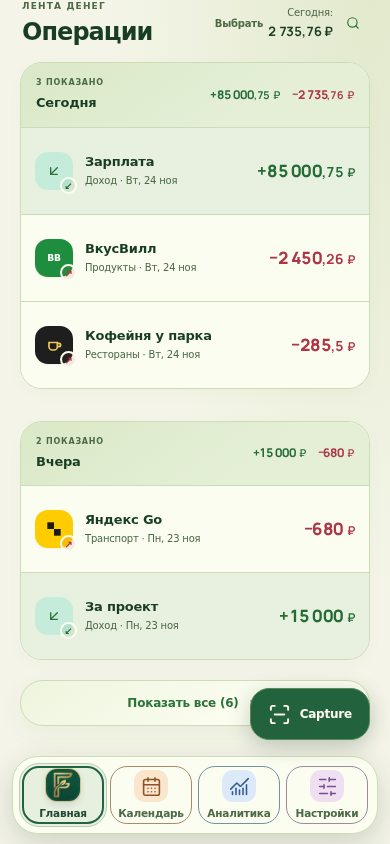 ЛЕНТА ДЕНЕГ
Операции
Выбрать
Сегодня:
2 735,76 ₽
3 ПОКАЗАНО
Сегодня
+85 000,75 ₽ −2 735,76 ₽
Зарплата
Доход · Вт, 24 ноя
+85 000,75 ₽
ВВ
ВкусВилл
Продукты · Вт, 24 ноя
−2 450,26 ₽
Кофейня у парка
Рестораны · Вт, 24 ноя
−285,5 ₽
2 ПОКАЗАНО
Вчера
+15 000 ₽ −680 ₽
Яндекс Go
Транспорт · Пн, 23 ноя
−680 ₽
За проект
Доход · Пн, 23 ноя
+15 000 ₽
Показать все (6)
Capture
Главная
Календарь
Аналитика
Настройки